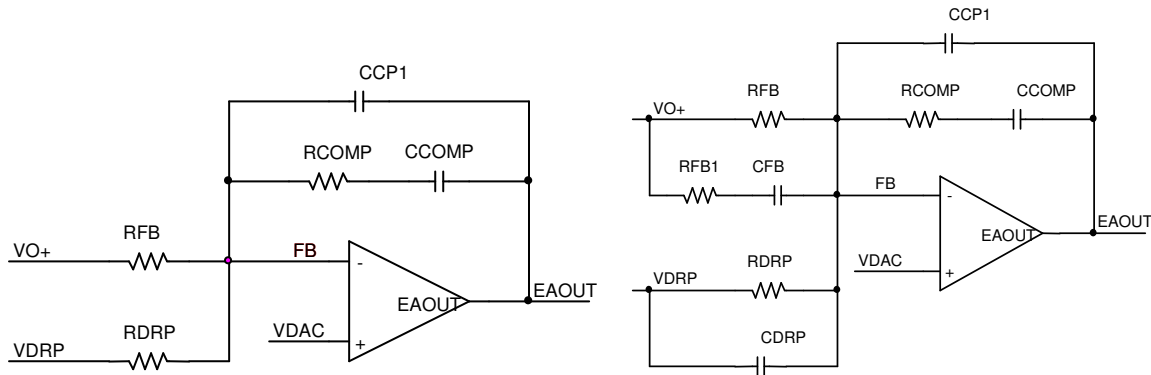 CCP1
RCOMP CCOMP
RFB
VO+
FB
-
EAOUT
EAOUT
VDAC
+
RDRP
VDRP
CCP1
RFB
RCOMP
CCOMP
VO+
RFB1
CFB
FB
-
EAOUT
EAOUT
VDAC
+
RDRP
VDRP
CDRP